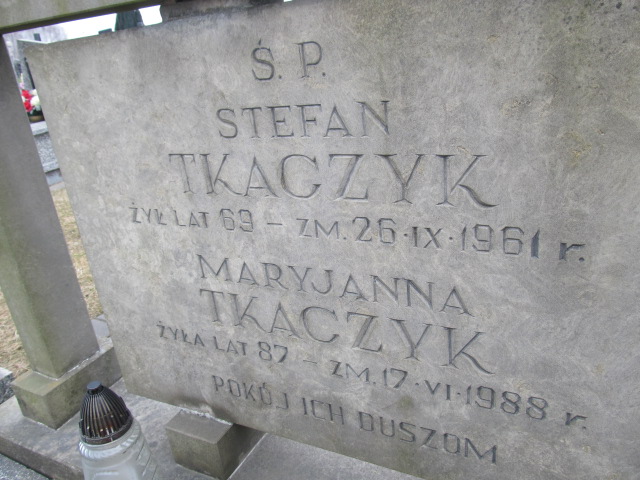 Ś. P.
STEFAN
TKACZYK
ŻYŁ LAT 69 – ZM. 26·IX·1961 r.
MARYJANNA
TKACZYK
ŻYŁA LAT 87 – ZM. 17·VI·1988 r.
POKÓJ ICH DUSZOM